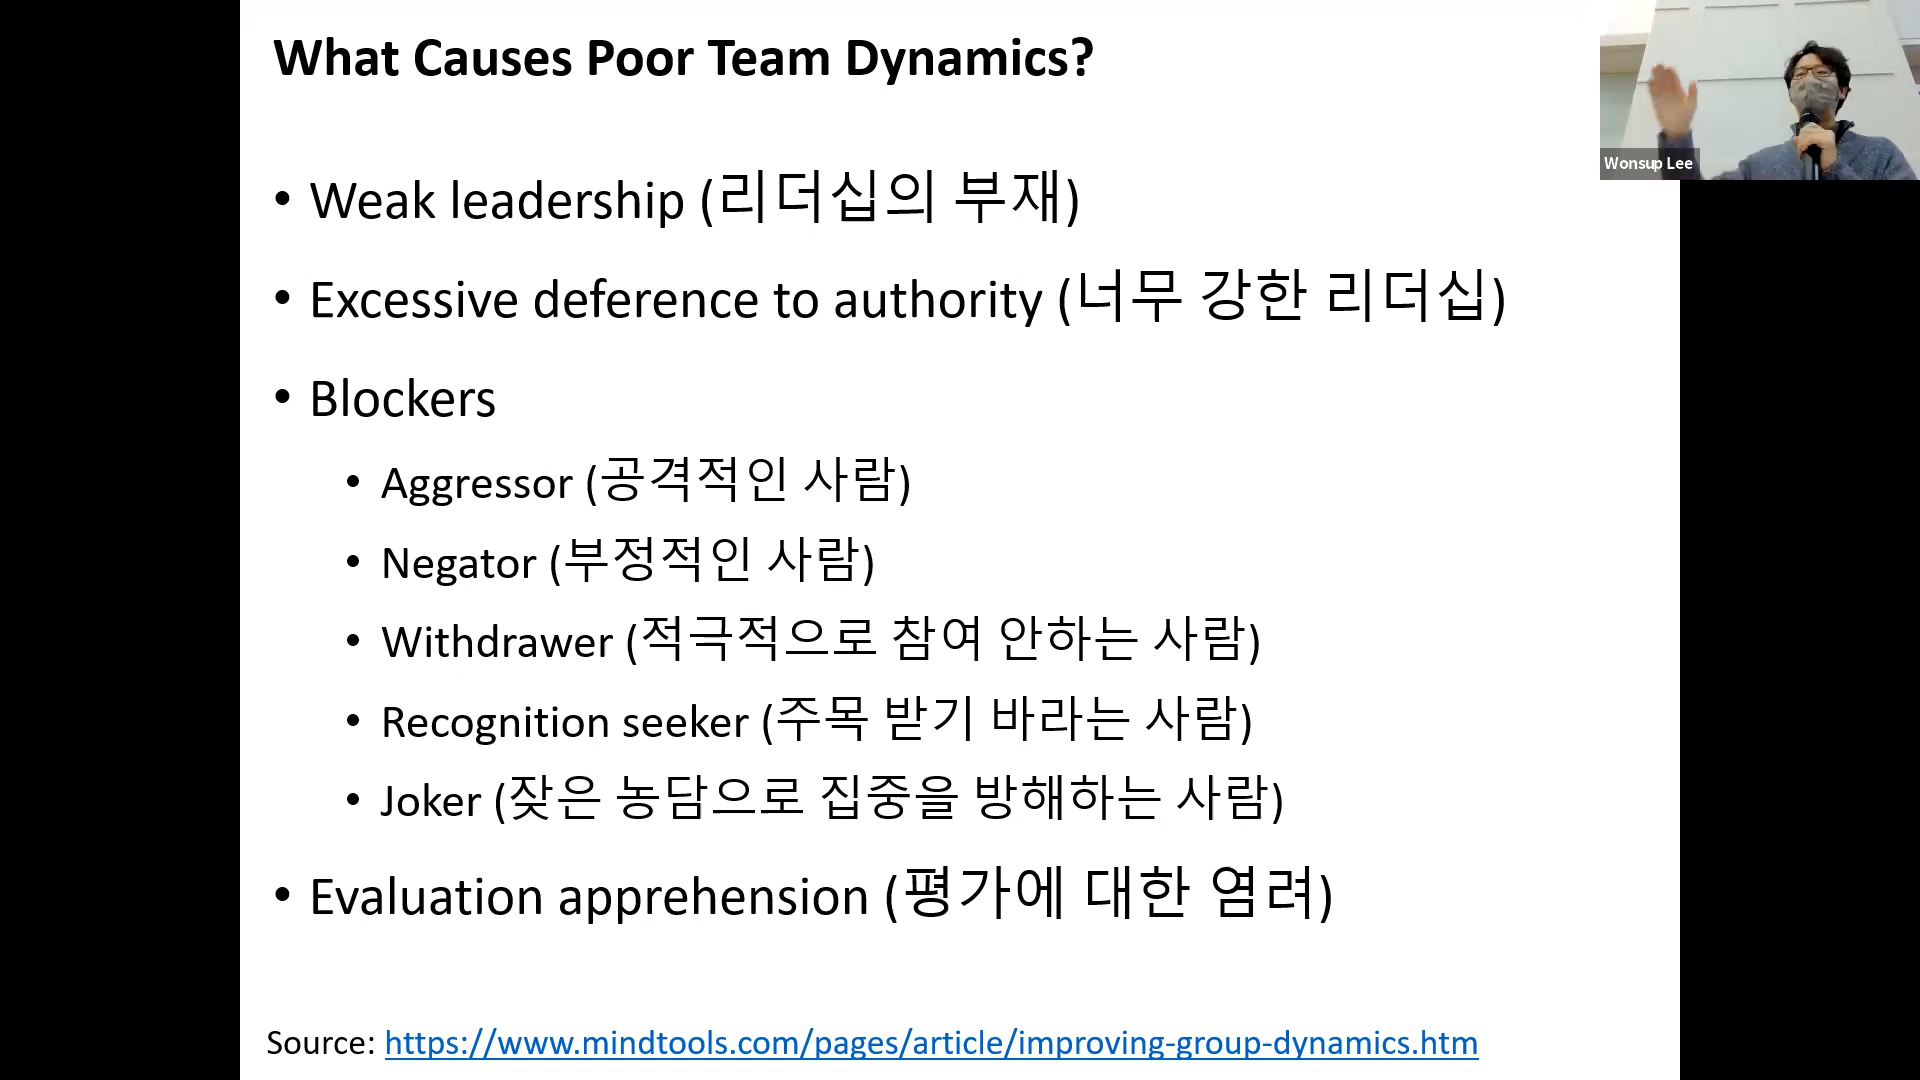 What Causes Poor Team Dynamics?
Wonsup Lee
• Weak leadership (리더십의 부재)
• Excessive deference to authority (너무 강한 리더십)
• Blockers
• Aggressor (공격적인 사람)
• Negator (부정적인 사람)
• Withdrawer (적극적으로 참여 안하는 사람)
• Recognition seeker (주목 받기 바라는 사람)
• Joker (잦은 농담으로 집중을 방해하는 사람)
• Evaluation apprehension (평가에 대한 염려)
Source: https://www.mindtools.com/pages/article/improving-group-dynamics.htm